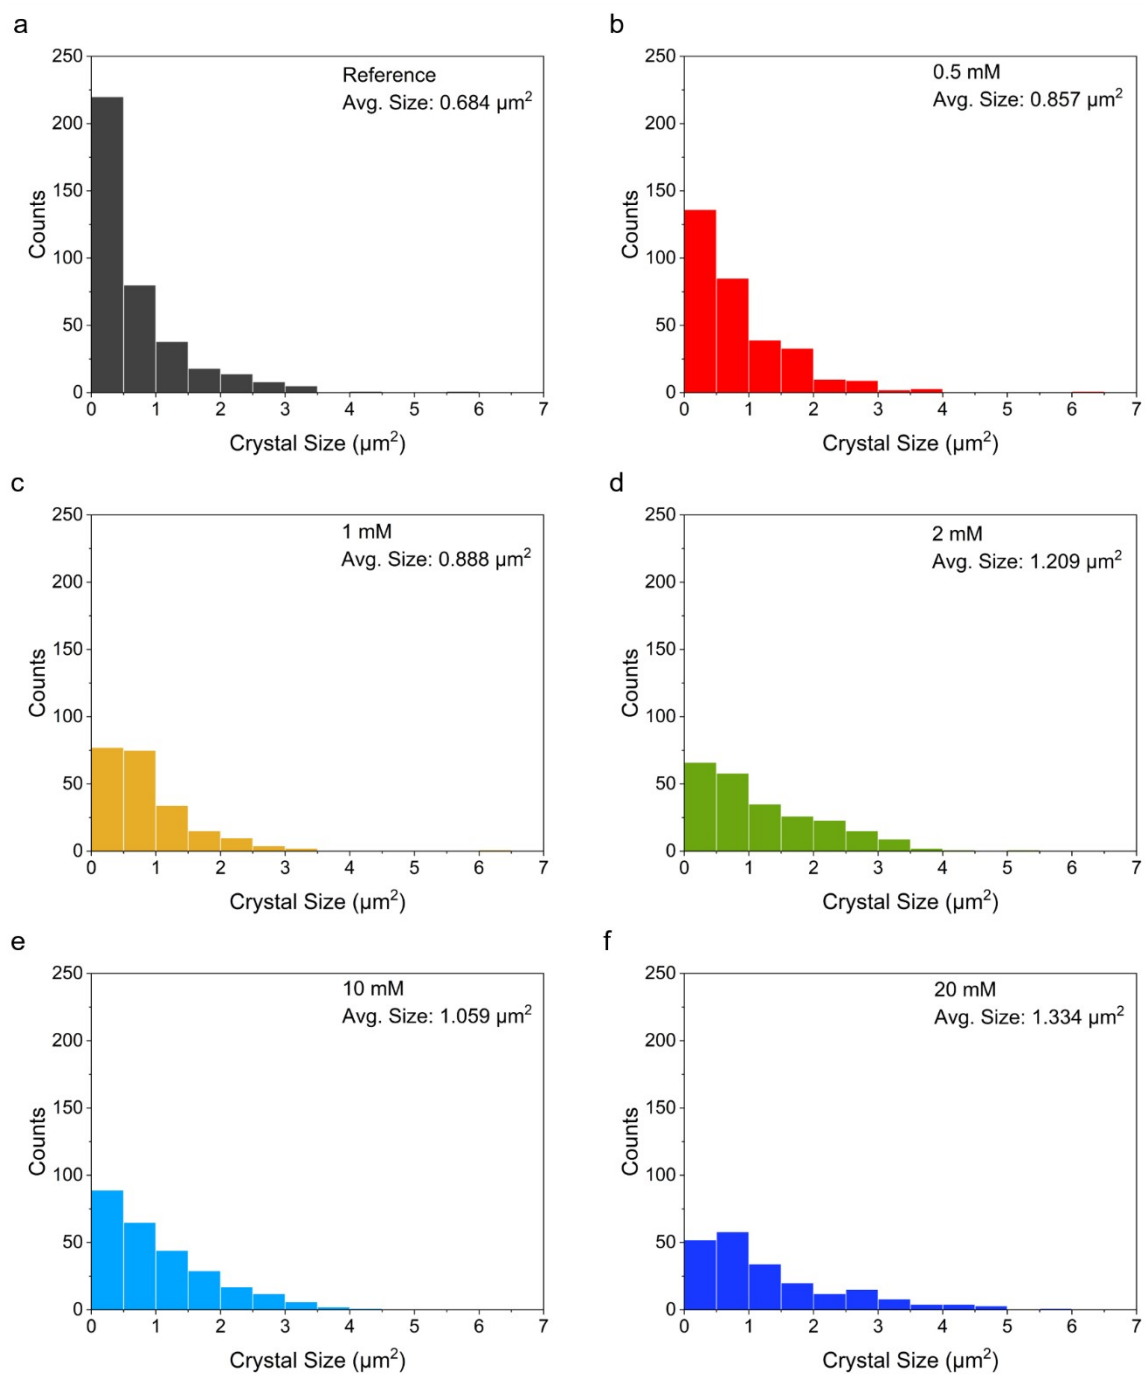 a
Reference
Avg. Size: 0.684 µm²
250
200
150
100
50
0
Counts
0 1 2 3 4 5 6 7
Crystal Size (µm²)
b
0.5 mM
Avg. Size: 0.857 µm²
250
200
150
100
50
0
Counts
0 1 2 3 4 5 6 7
Crystal Size (µm²)
c
1 mM
Avg. Size: 0.888 µm²
250
200
150
100
50
0
Counts
0 1 2 3 4 5 6 7
Crystal Size (µm²)
d
2 mM
Avg. Size: 1.209 µm²
250
200
150
100
50
0
Counts
0 1 2 3 4 5 6 7
Crystal Size (µm²)
e
10 mM
Avg. Size: 1.059 µm²
250
200
150
100
50
0
Counts
0 1 2 3 4 5 6 7
Crystal Size (µm²)
f
20 mM
Avg. Size: 1.334 µm²
250
200
150
100
50
0
Counts
0 1 2 3 4 5 6 7
Crystal Size (µm²)